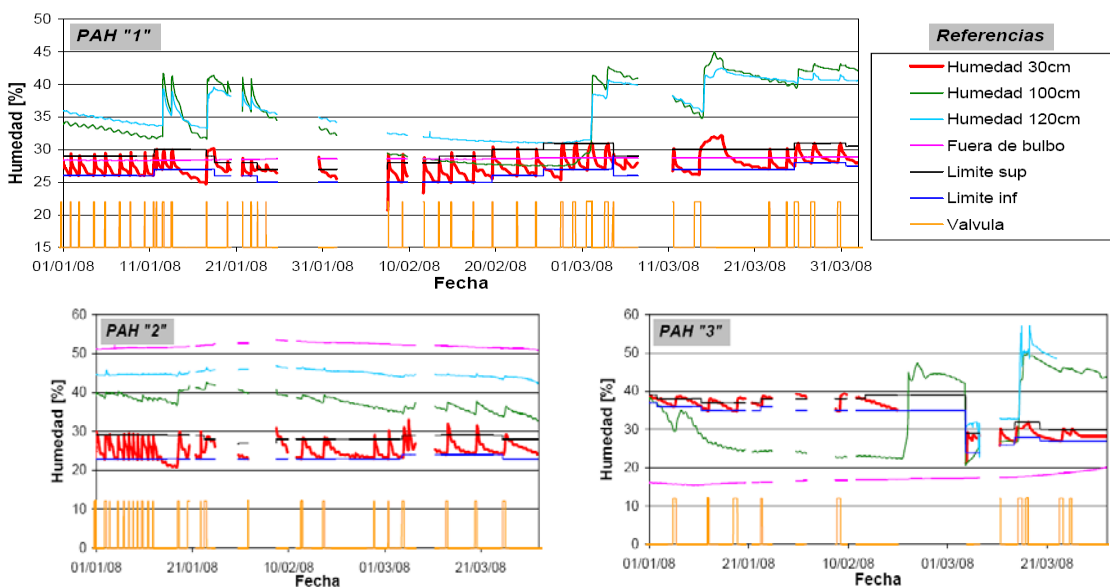 PAH "1"
Humedad [%]
50
45
40
35
30
25
20
15
01/01/08 11/01/08 21/01/08 31/01/08 10/02/08 20/02/08 01/03/08 11/03/08 21/03/08 31/03/08
Fecha
Referencias
Humedad 30cm
Humedad 100cm
Humedad 120cm
Fuera de bulbo
Limite sup
Limite inf
Valvula
PAH "2"
Humedad [%]
60
50
40
30
20
10
0
01/01/08 21/01/08 10/02/08 01/03/08 21/03/08
Fecha
PAH "3"
Humedad [%]
60
50
40
30
20
10
0
01/01/08 21/01/08 10/02/08 01/03/08 21/03/08
Fecha